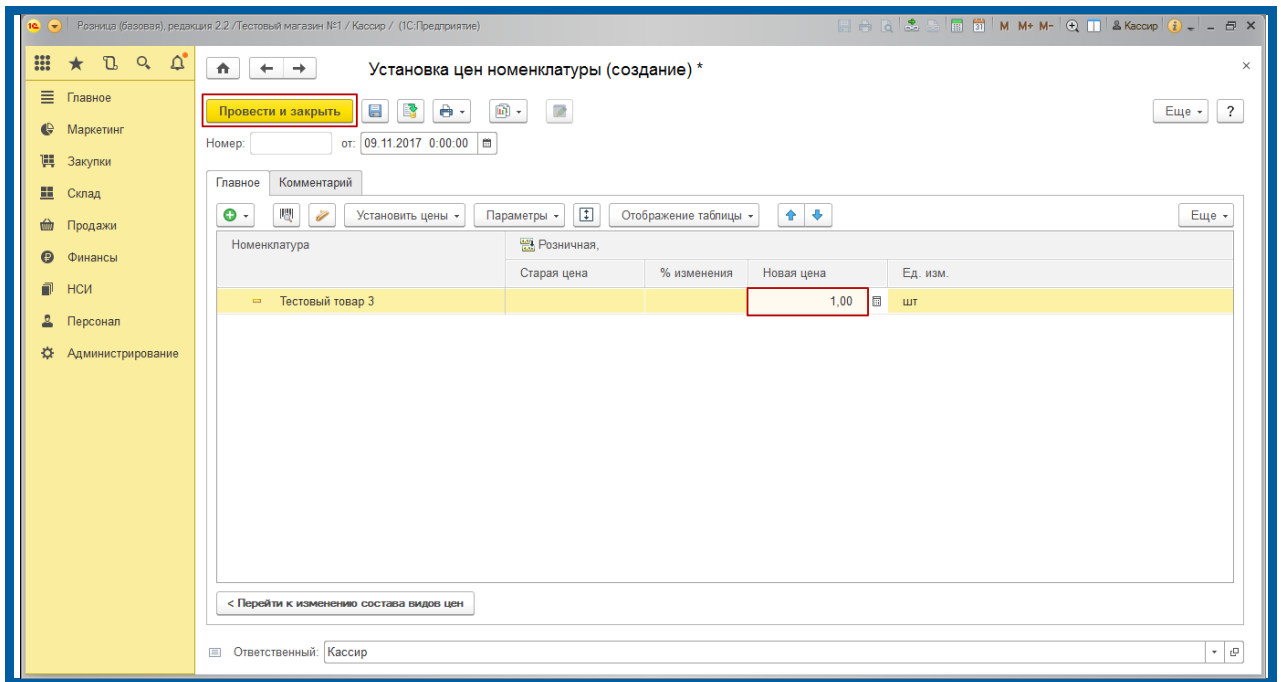 1С Розница (базовая), редакция 2.2 /Тестовый магазин №1 / Кассир / (1С:Предприятие) 31 M M+ M- Кассир
Установка цен номенклатуры (создание) *
Главное
Маркетинг
Закупки
Склад
Продажи
Финансы
НСИ
Персонал
Администрирование
Провести и закрыть Еще ?
Номер: от: 09.11.2017 0:00:00
Главное Комментарий
Установить цены Параметры Отображение таблицы Еще
Номенклатура Розничная,
Старая цена % изменения Новая цена Ед. изм.
Тестовый товар 3 1,00 шт
< Перейти к изменению состава видов цен
Ответственный: Кассир